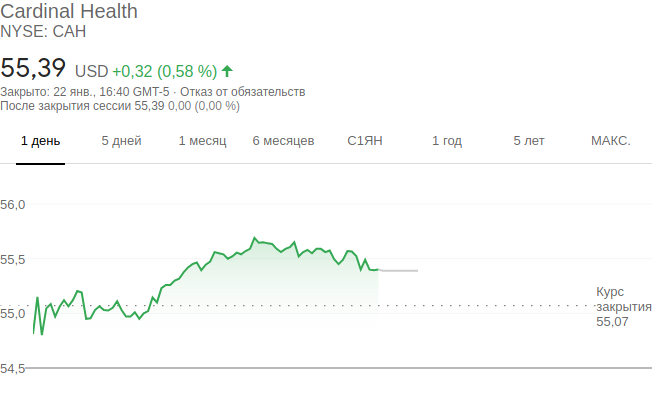 Cardinal Health
NYSE: CAH
55,39 USD +0,32 (0,58 %)
Закрыто: 22 янв., 16:40 GMT-5 · Отказ от обязательств
После закрытия сессии 55,39 0,00 (0,00 %)
1 день 5 дней 1 месяц 6 месяцев С1ЯН 1 год 5 лет МАКС.
56,0
55,5
Курс
закрытия
55,07
55,0
54,5